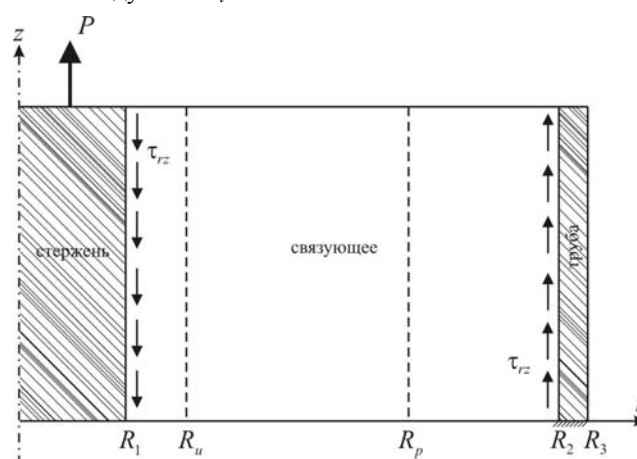 z
P
τrz
стержень
связующее
труба
τrz
R1
Ru
Rp
R2
R3